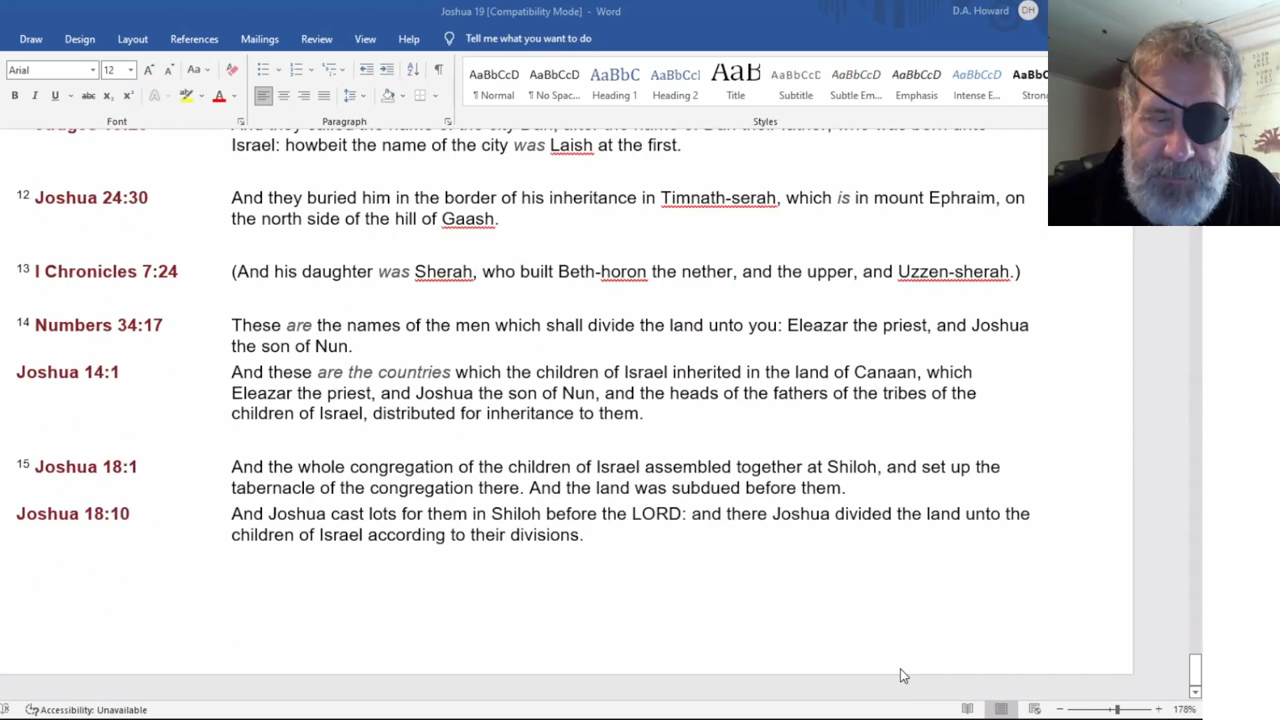 Joshua 19 [Compatibility Mode] - Word
D.A. Howard DH
Draw Design Layout References Mailings Review View Help Tell me what you want to do
Arial 12 Aa
B I U abc x₂ x² A A
Font Paragraph Styles
AaBbCcD AaBbCcD AaBbC AaBbCcl AaB AaBbCcD AaBbCcD AaBbCcD AaBbCcD AaBbC
¶ Normal ¶ No Spac... Heading 1 Heading 2 Title Subtitle Subtle Em... Emphasis Intense E... Strong
Israel: howbeit the name of the city was Laish at the first.
12 Joshua 24:30 And they buried him in the border of his inheritance in Timnath-serah, which is in mount Ephraim, on
the north side of the hill of Gaash.
13 I Chronicles 7:24 (And his daughter was Sherah, who built Beth-horon the nether, and the upper, and Uzzen-sherah.)
14 Numbers 34:17 These are the names of the men which shall divide the land unto you: Eleazar the priest, and Joshua
the son of Nun.
Joshua 14:1 And these are the countries which the children of Israel inherited in the land of Canaan, which
Eleazar the priest, and Joshua the son of Nun, and the heads of the fathers of the tribes of the
children of Israel, distributed for inheritance to them.
15 Joshua 18:1 And the whole congregation of the children of Israel assembled together at Shiloh, and set up the
tabernacle of the congregation there. And the land was subdued before them.
Joshua 18:10 And Joshua cast lots for them in Shiloh before the LORD: and there Joshua divided the land unto the
children of Israel according to their divisions.
Accessibility: Unavailable 178%